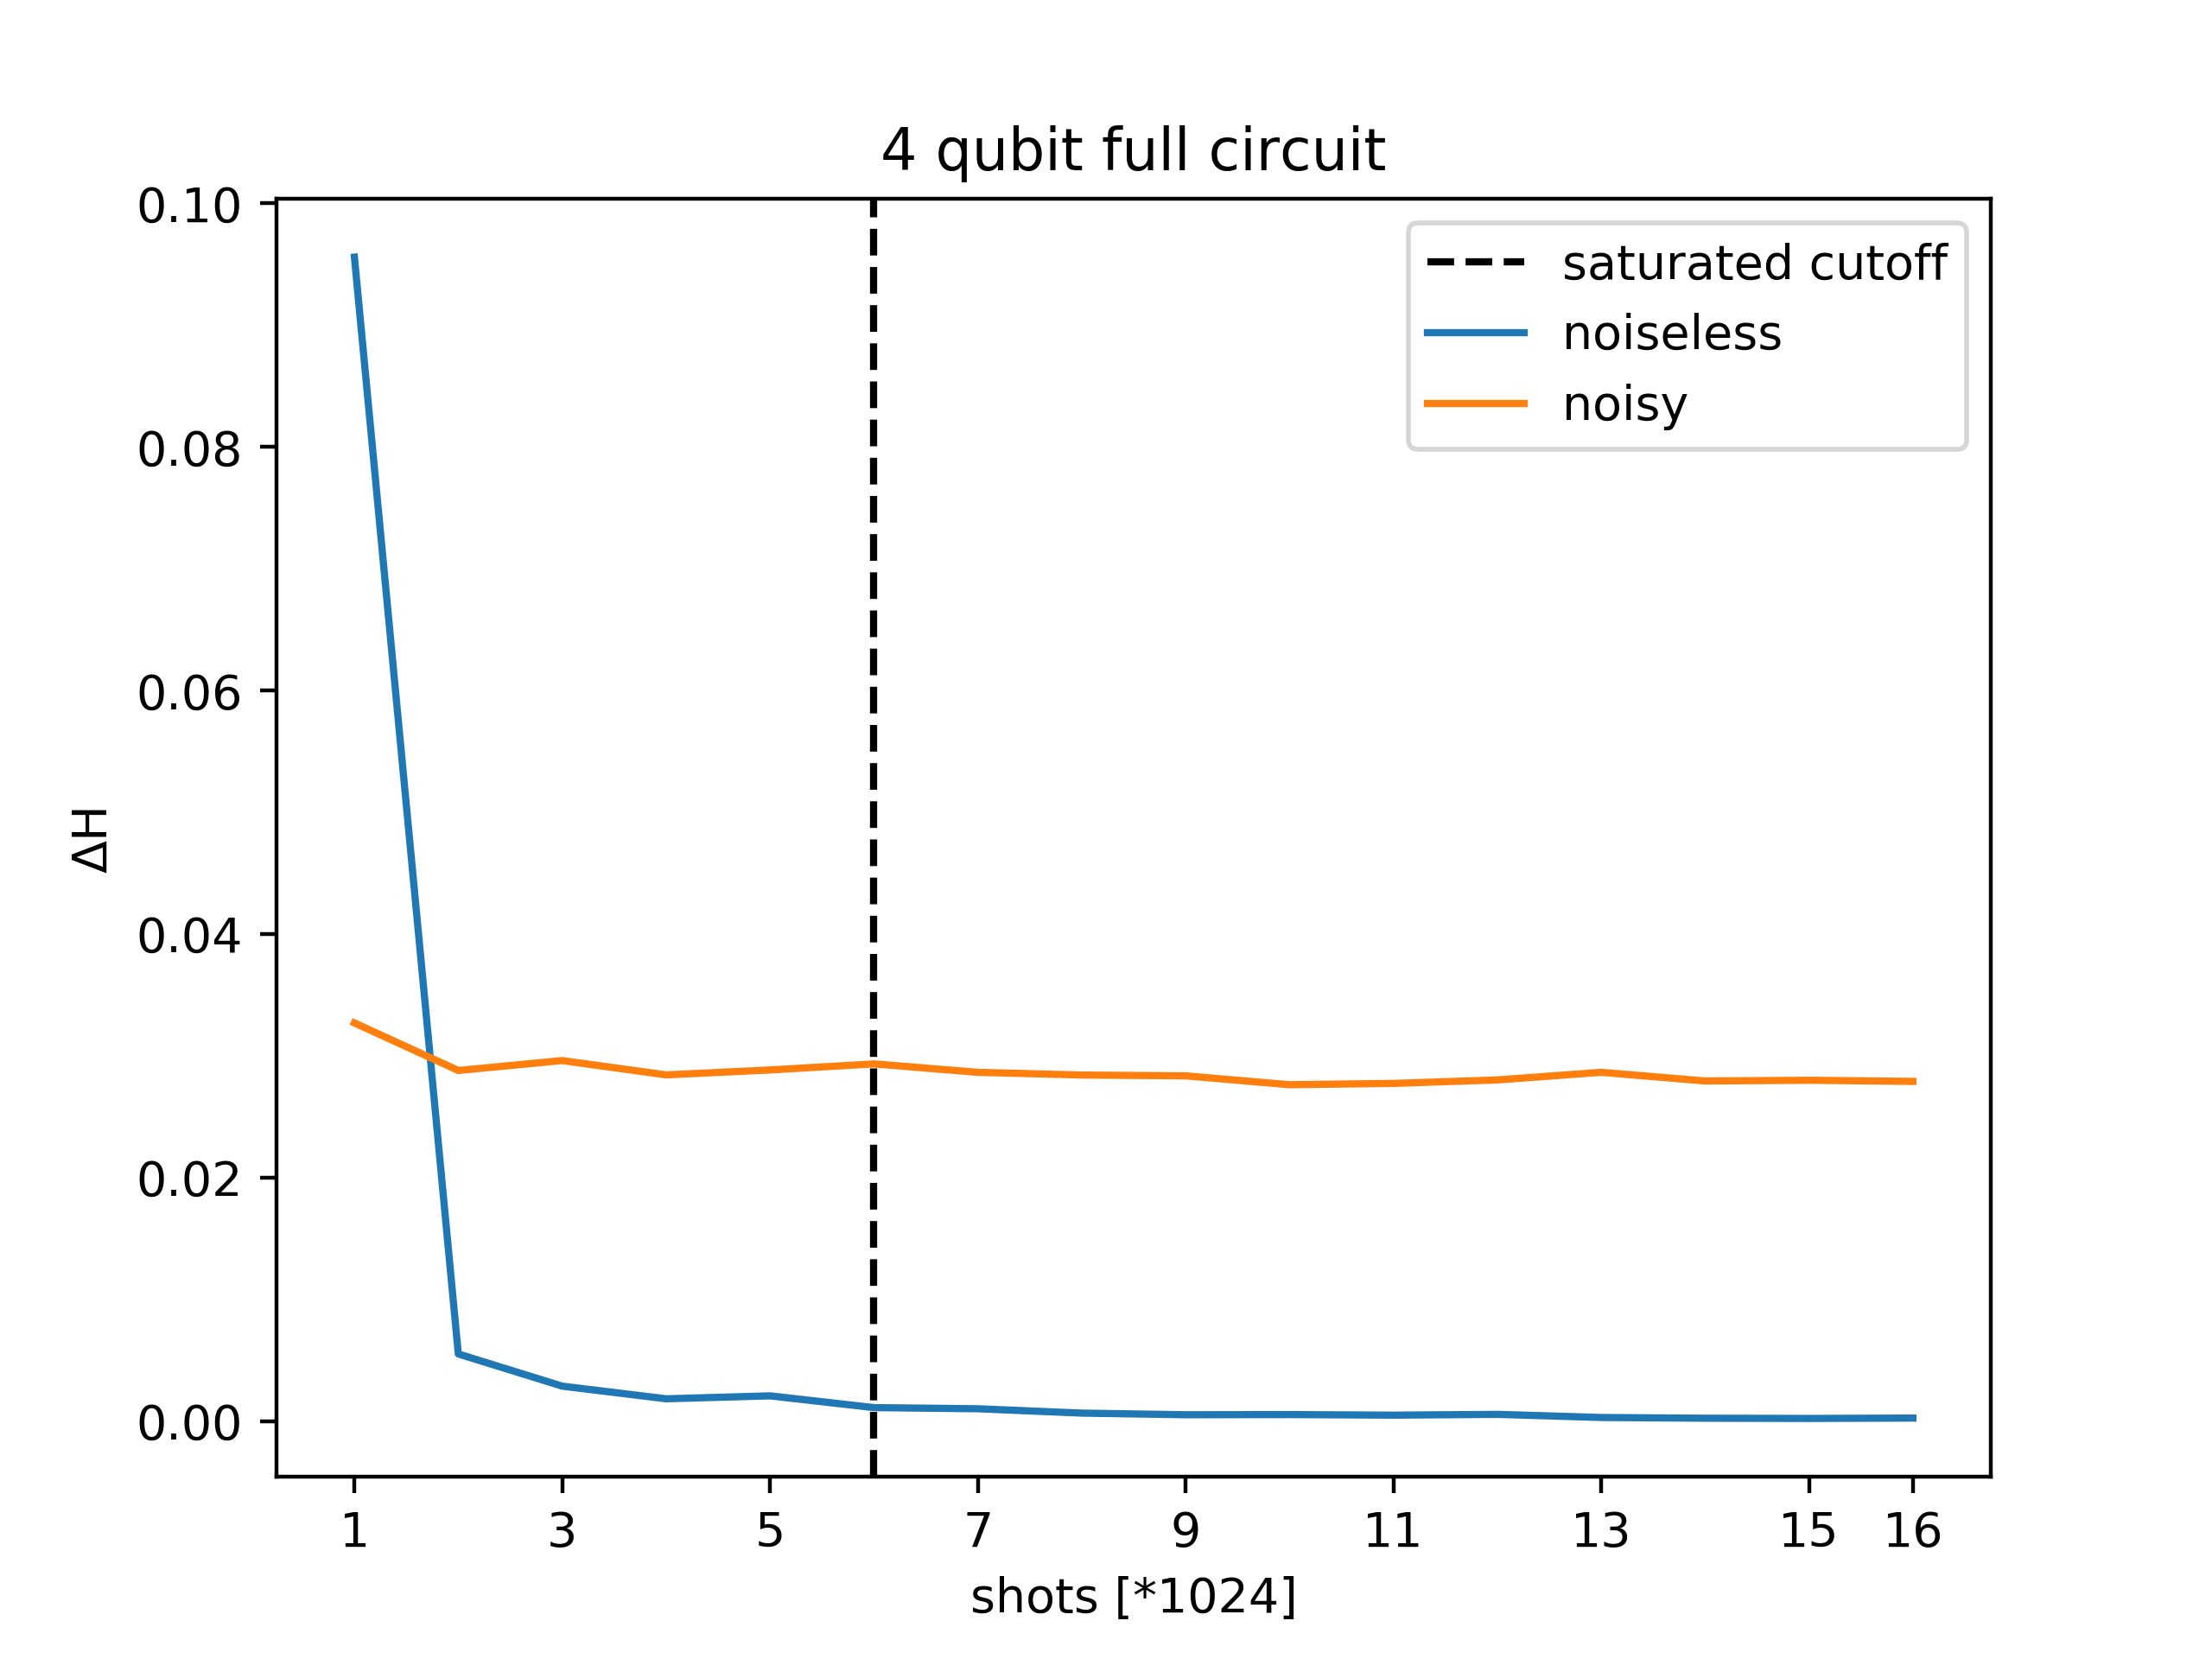 4 qubit full circuit
0.10
0.08
0.06
0.04
0.02
0.00
ΔH
saturated cutoff
noiseless
noisy
1 3 5 7 9 11 13 15 16
shots [*1024]